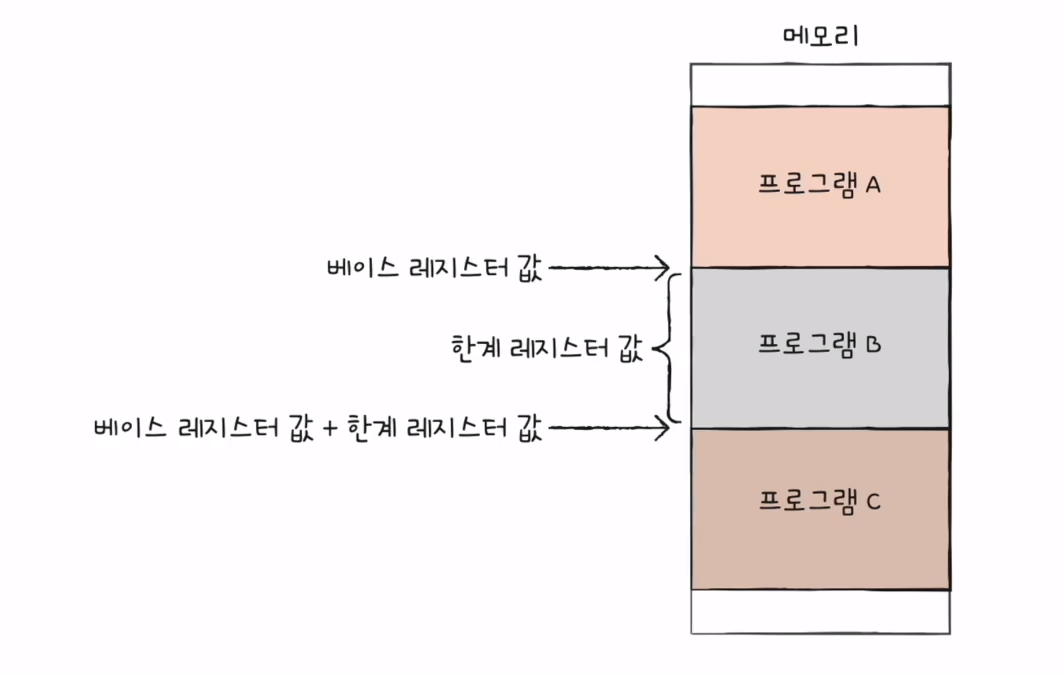 메모리
프로그램 A
베이스 레지스터 값
한계 레지스터 값
프로그램 B
베이스 레지스터 값 + 한계 레지스터 값
프로그램 C